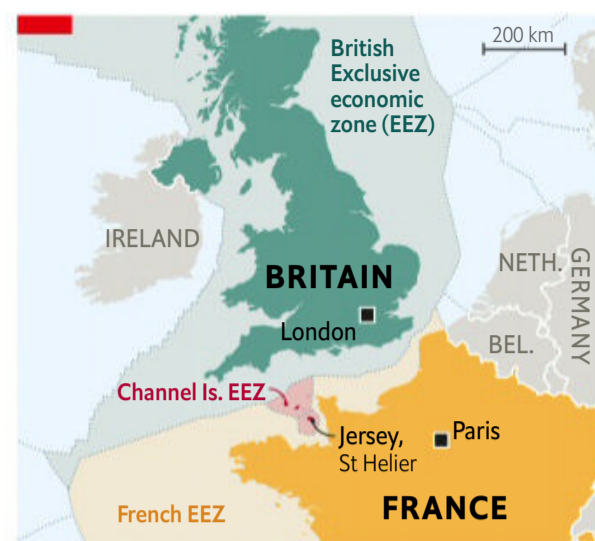 200 km
British
Exclusive
economic
zone (EEZ)
IRELAND
NETH.
GERMANY
BRITAIN
London
BEL.
Channel Is. EEZ
Jersey,
St Helier
Paris
French EEZ
FRANCE